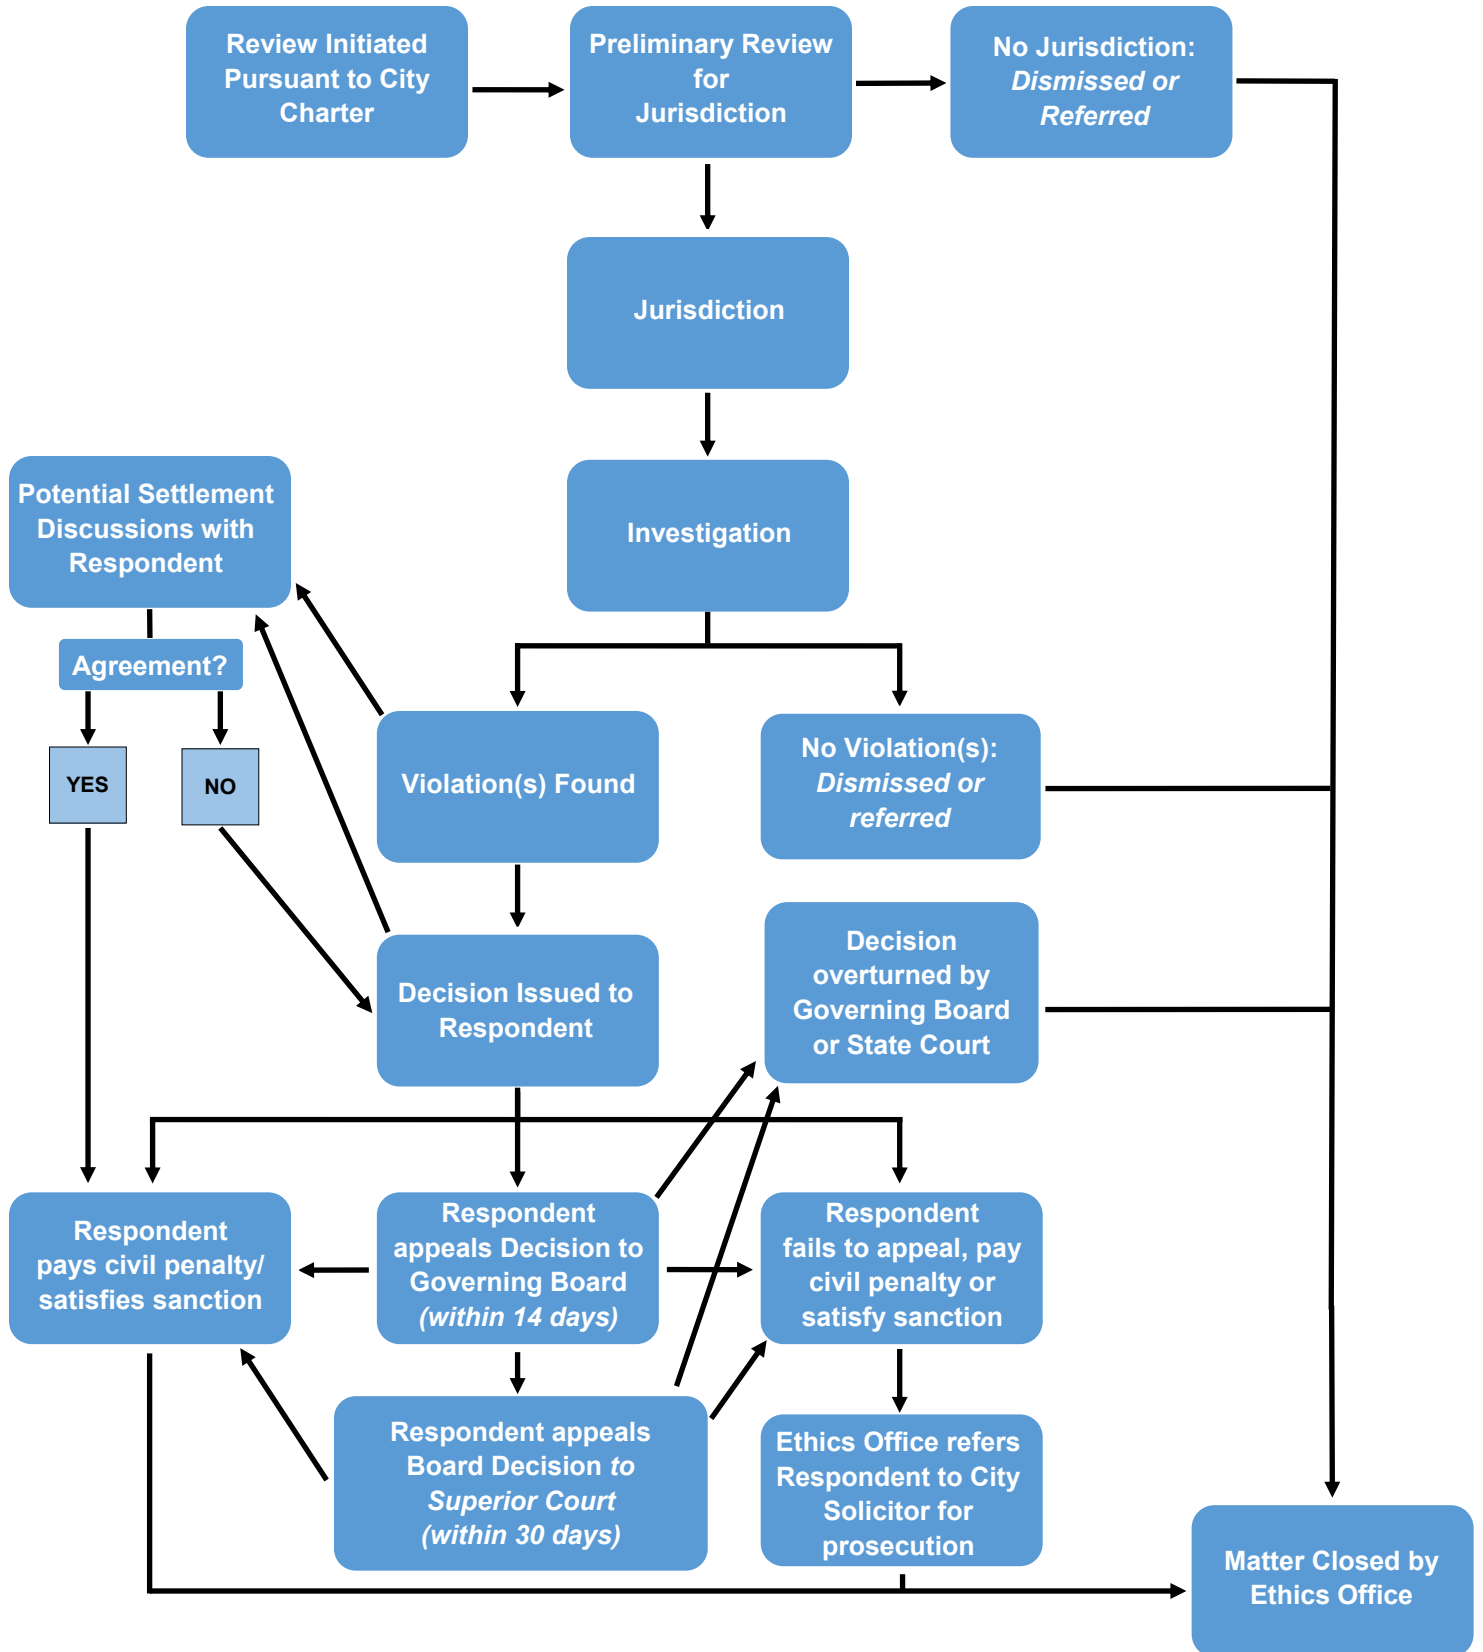 Review Initiated
Pursuant to City
Charter
Preliminary Review
for
Jurisdiction
No Jurisdiction:
Dismissed or
Referred
Jurisdiction
Investigation
Potential Settlement
Discussions with
Respondent
Agreement?
YES
NO
Violation(s) Found
No Violation(s):
Dismissed or
referred
Decision Issued to
Respondent
Decision
overturned by
Governing Board
or State Court
Respondent
pays civil penalty/
satisfies sanction
Respondent
appeals Decision to
Governing Board
(within 14 days)
Respondent
fails to appeal, pay
civil penalty or
satisfy sanction
Respondent appeals
Board Decision to
Superior Court
(within 30 days)
Ethics Office refers
Respondent to City
Solicitor for
prosecution
Matter Closed by
Ethics Office